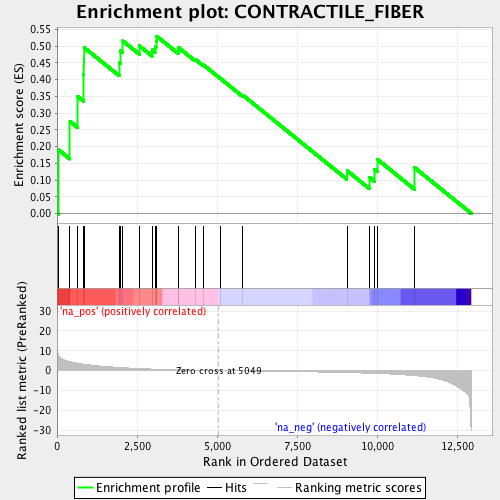 Enrichment plot: CONTRACTILE_FIBER
Enrichment score (ES)
0.55
0.50
0.45
0.40
0.35
0.30
0.25
0.20
0.15
0.10
0.05
0.00
'na_pos' (positively correlated)
Ranked list metric (PreRanked)
30
20
10
0
-10
-20
-30
Zero cross at 5049
'na_neg' (negatively correlated)
0
2,500
5,000
7,500
10,000
12,500
Rank in Ordered Dataset
Enrichment profile
Hits
Ranking metric scores